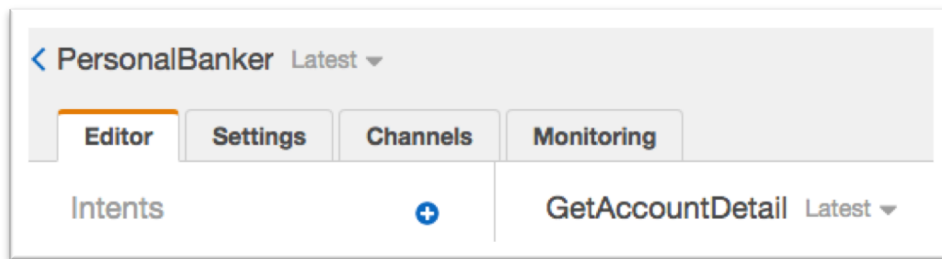 PersonalBanker Latest
Editor Settings Channels Monitoring
Intents GetAccountDetail Latest